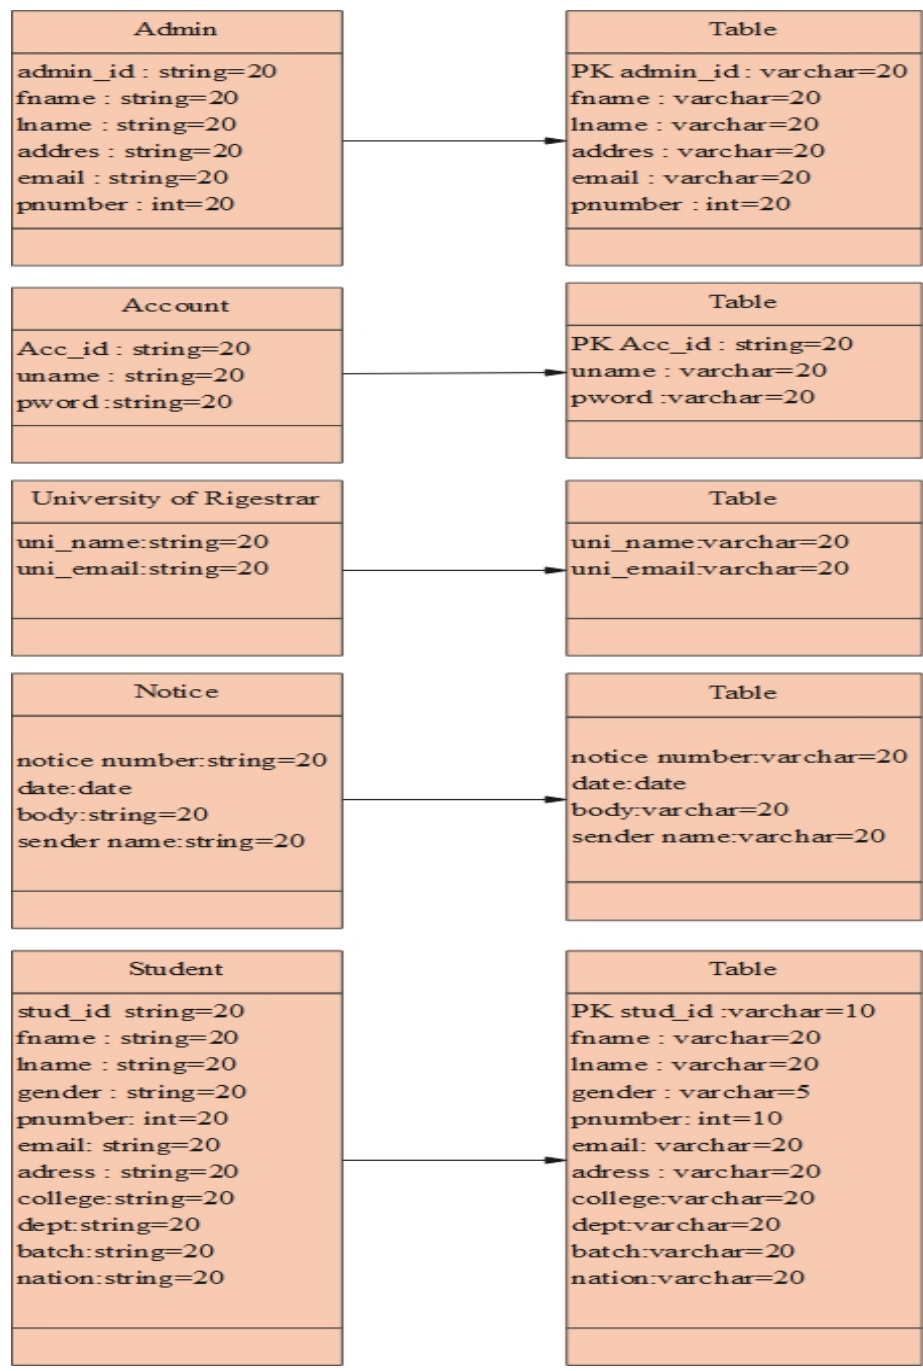 Admin
admin_id : string=20
fname : string=20
lname : string=20
addres : string=20
email : string=20
pnumber : int=20
Table
PK admin_id : varchar=20
fname : varchar=20
lname : varchar=20
addres : varchar=20
email : varchar=20
pnumber : int=20
Account
Acc_id : string=20
uname : string=20
pword :string=20
Table
PK Acc_id : string=20
uname : varchar=20
pword :varchar=20
University of Rigestrar
uni_name:string=20
uni_email:string=20
Table
uni_name:varchar=20
uni_email:varchar=20
Notice
notice number:string=20
date:date
body:string=20
sender name:string=20
Table
notice number:varchar=20
date:date
body:varchar=20
sender name:varchar=20
Student
stud_id string=20
fname : string=20
lname : string=20
gender : string=20
pnumber: int=20
email: string=20
adress : string=20
college:string=20
dept:string=20
batch:string=20
nation:string=20
Table
PK stud_id :varchar=10
fname : varchar=20
lname : varchar=20
gender : varchar=5
pnumber: int=10
email: varchar=20
adress : varchar=20
college:varchar=20
dept:varchar=20
batch:varchar=20
nation:varchar=20